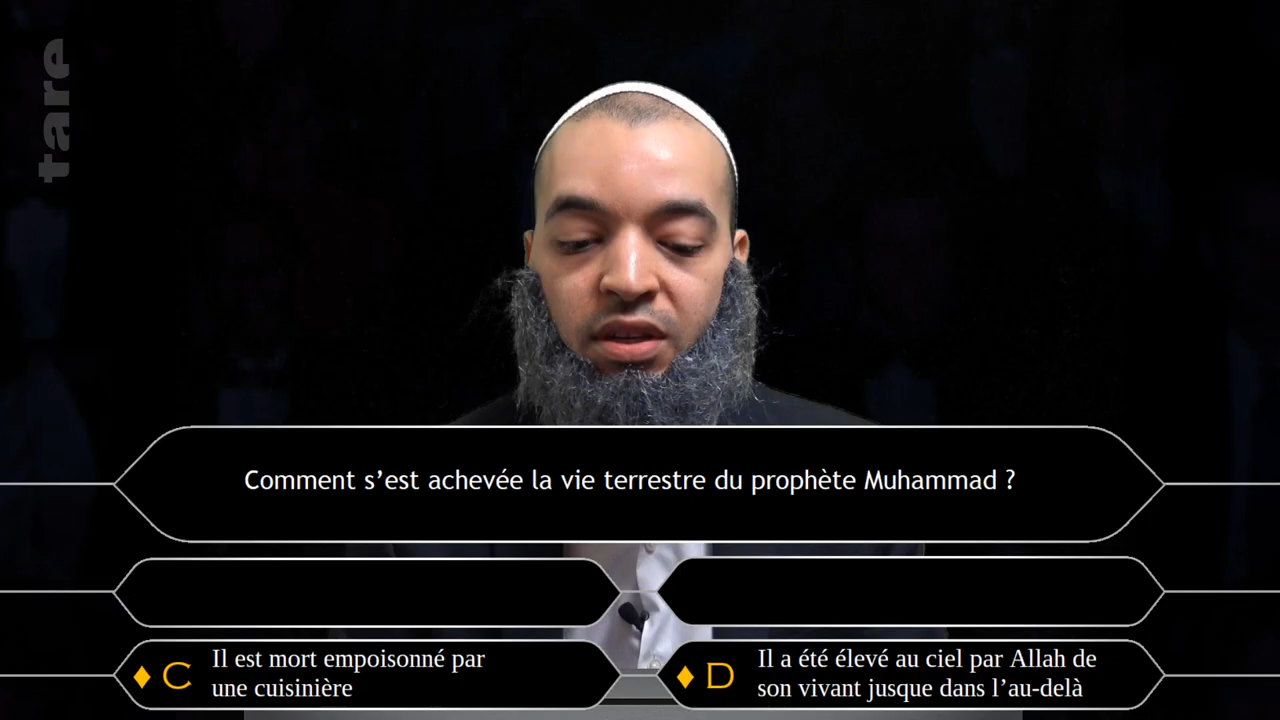 tare
Comment s’est achevée la vie terrestre du prophète Muhammad ?
C Il est mort empoisonné par
une cuisinière
D Il a été élevé au ciel par Allah de
son vivant jusque dans l’au-delà